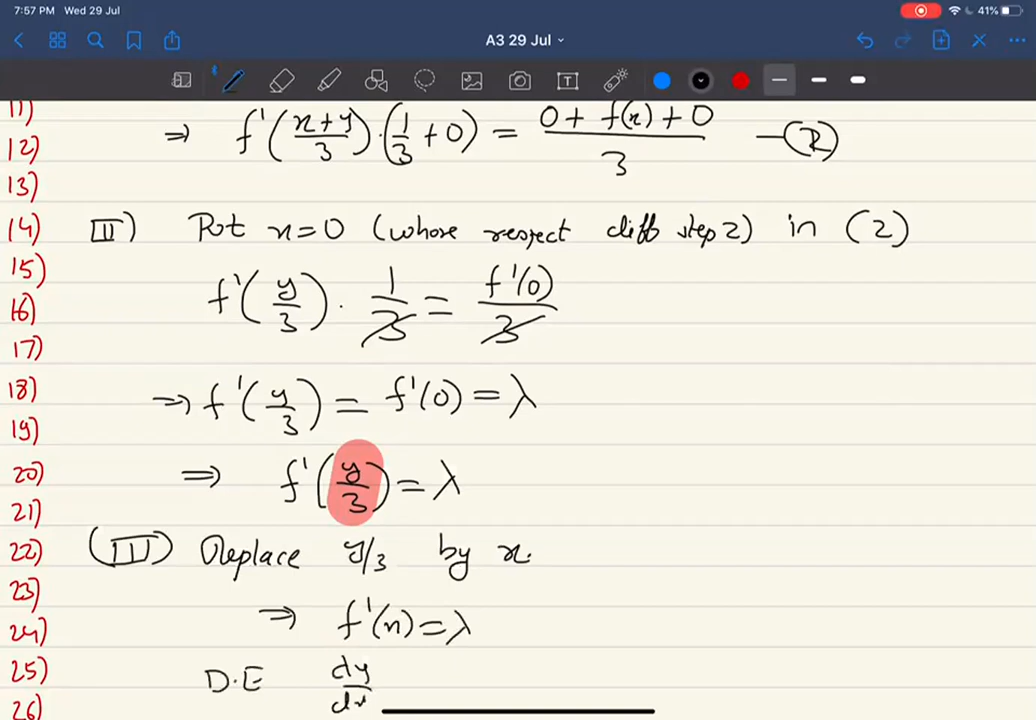 7:57 PM Wed 29 Jul
41%
A3 29 Jul
11)
12) ⇒ f'((x+y)/3)·(1/3 + 0) = (0 + f(x) + 0)/3 —(2)
13)
14) II) Put x=0 (whose respect diff step 2) in (2)
15)
16) f'(y/3)· 1/3 = f'(0)/3
17)
18) ⇒ f'(y/3) = f'(0) = λ
19)
20) ⇒ f'(y/3) = λ
21)
22) (III) Replace y/3 by x.
23)
24) ⇒ f'(x) = λ
25) D.E dy/dx
26)